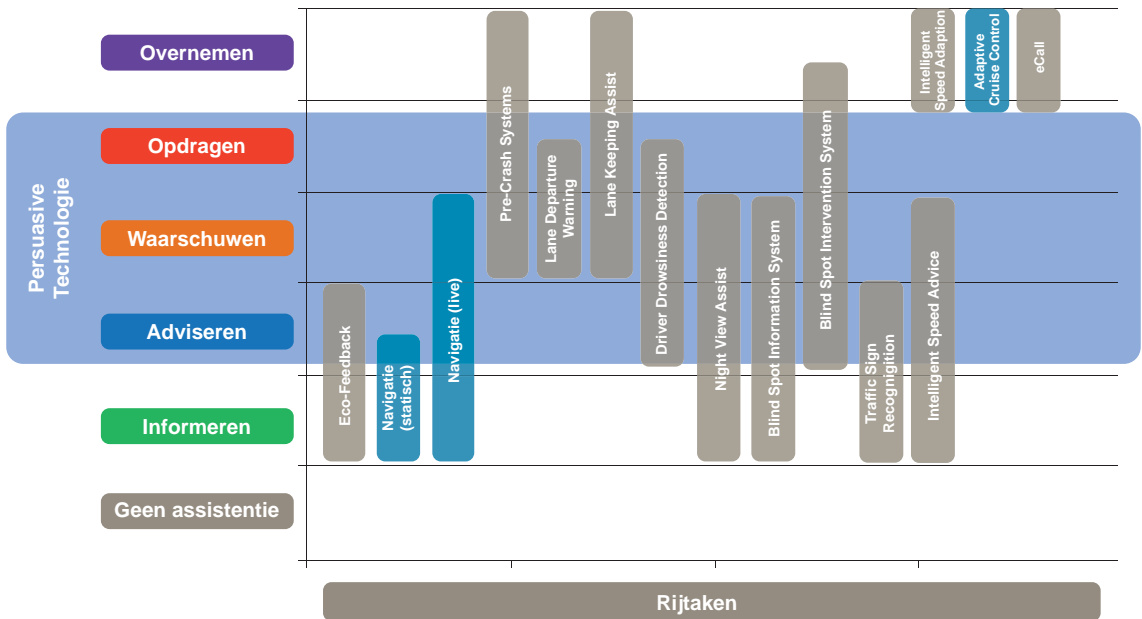 Overnemen
Opdragen
Waarschuwen
Adviseren
Informeren
Geen assistentie
Persuasive
Technologie
Eco-Feedback
Navigatie
(statisch)
Navigatie (live)
Pre-Crash Systems
Lane Departure
Warning
Lane Keeping Assist
Driver Drowsiness Detection
Night View Assist
Blind Spot Information System
Blind Spot Intervention System
Traffic Sign
Recognignition
Intelligent Speed Advice
Intelligent
Speed Adaption
Adaptive
Cruise Control
eCall
Rijtaken